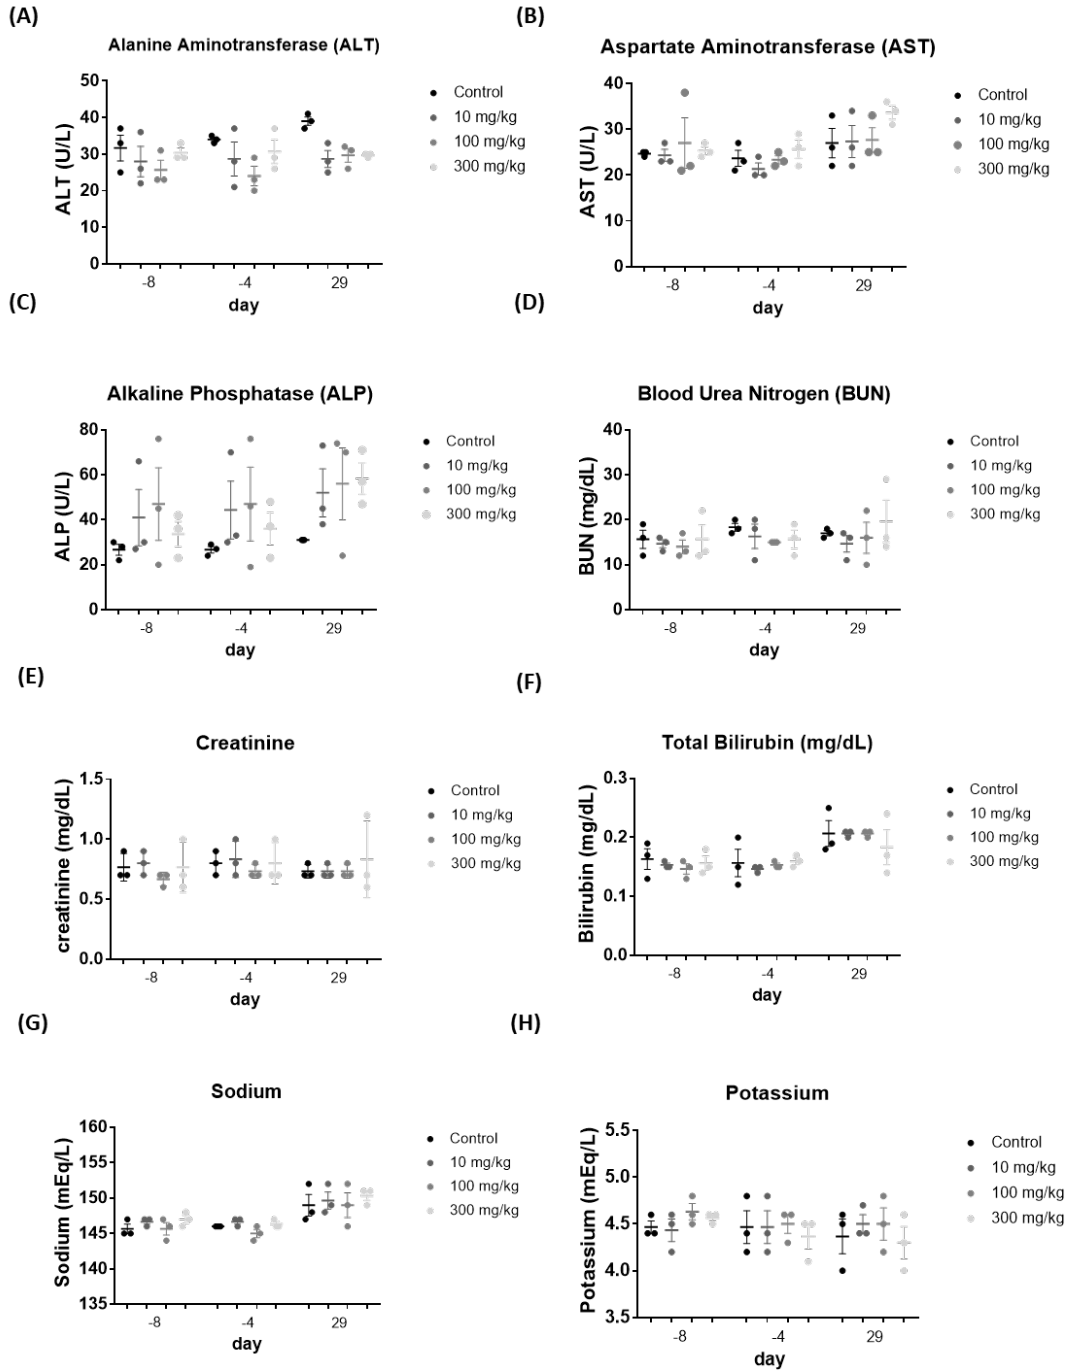 (A)
Alanine Aminotransferase (ALT)
ALT (U/L)
50
40
30
20
10
0
-8
-4
29
day
Control
10 mg/kg
100 mg/kg
300 mg/kg
(B)
Aspartate Aminotransferase (AST)
AST (U/L)
40
30
20
10
0
-8
-4
29
day
Control
10 mg/kg
100 mg/kg
300 mg/kg
(C)
Alkaline Phosphatase (ALP)
ALP (U/L)
80
60
40
20
0
-8
-4
29
day
Control
10 mg/kg
100 mg/kg
300 mg/kg
(D)
Blood Urea Nitrogen (BUN)
BUN (mg/dL)
40
30
20
10
0
-8
-4
29
day
Control
10 mg/kg
100 mg/kg
300 mg/kg
(E)
Creatinine
creatinine (mg/dL)
1.5
1.0
0.5
0.0
-8
-4
29
day
Control
10 mg/kg
100 mg/kg
300 mg/kg
(F)
Total Bilirubin (mg/dL)
Bilirubin (mg/dL)
0.3
0.2
0.1
0.0
-8
-4
29
day
Control
10 mg/kg
100 mg/kg
300 mg/kg
(G)
Sodium
Sodium (mEq/L)
160
155
150
145
140
135
-8
-4
29
day
Control
10 mg/kg
100 mg/kg
300 mg/kg
(H)
Potassium
Potassium (mEq/L)
5.5
5.0
4.5
4.0
3.5
-8
-4
29
day
Control
10 mg/kg
100 mg/kg
300 mg/kg